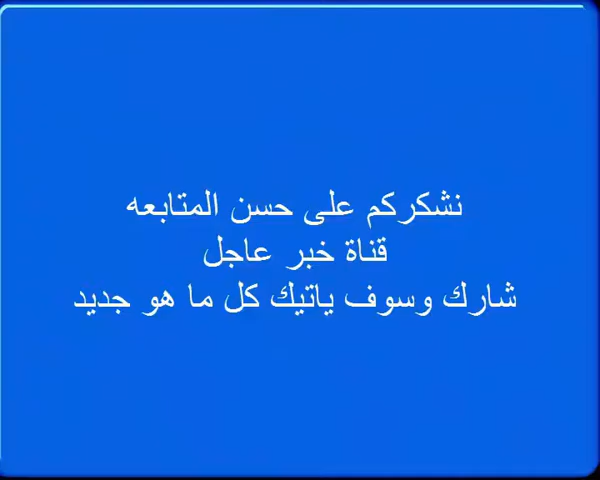 نشكركم على حسن المتابعه
قناة خبر عاجل
شارك وسوف ياتيك كل ما هو جديد